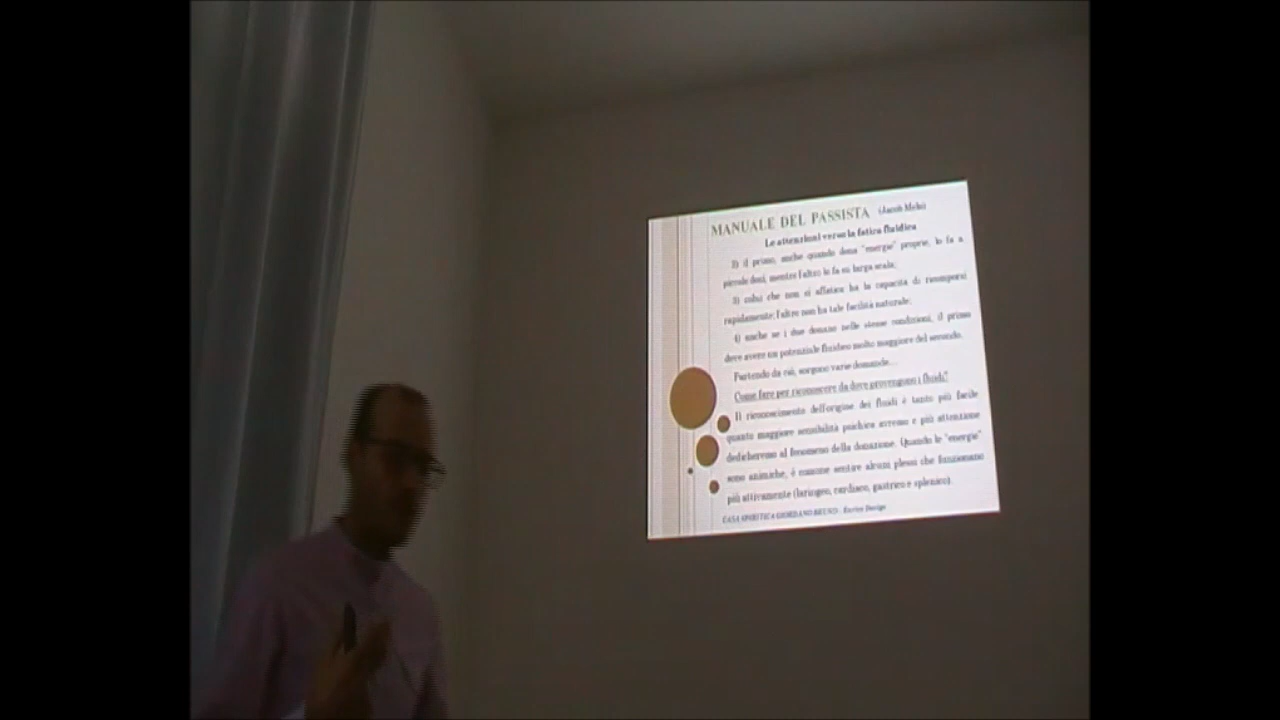 MANUALE DEL PASSISTA (Jacob Melo)
Le attenzioni verso la fatica fluidica
2) il primo, anche quando dona "energie" proprie, lo fa a
piccole dosi, mentre l'altro lo fa su larga scala;
3) colui che non si affatica ha la capacità di ricomporsi
rapidamente; l'altro non ha tale facilità naturale;
4) anche se i due donano nelle stesse condizioni, il primo
deve avere un potenziale fluidico molto maggiore del secondo.
Partendo da ciò, sorgono varie domande...
Come fare per riconoscere da dove provengono i fluidi?
Il riconoscimento dell'origine dei fluidi è tanto più facile
quanto maggiore sensibilità psichica avremo e più attenzione
dedicheremo al fenomeno della donazione. Quando le "energie"
sono animiche, è comune sentire alcuni plessi che funzionano
più attivamente (laringeo, cardiaco, gastrico e splenico).
CASA SPIRITICA GIORDANO BRUNO - Enrico